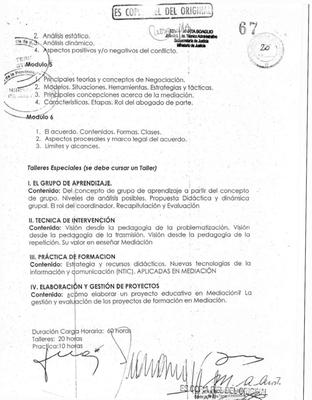 ES COPIA DEL ORIGINAL
67
20
2. Análisis estático.
3. Análisis dinámico.
4. Aspectos positivos y/o negativos del conflicto.
Modulo 5
1. Principales teorías y conceptos de Negociación.
2. Modelos. Situaciones. Herramientas. Estrategias y tácticas.
3. Principales concepciones acerca de la mediación.
4. Características. Etapas. Rol del abogado de parte.
Modulo 6
1. El acuerdo. Contenidos. Formas. Clases.
2. Aspectos procesales y marco legal del acuerdo.
3. Límites y alcances.
Talleres Especiales (se debe cursar un Taller)
I. EL GRUPO DE APRENDIZAJE.
Contenido: Del concepto de grupo de aprendizaje a partir del concepto
de grupo. Niveles de análisis posibles. Propuesta Didáctica y dinámica
grupal. El rol del coordinador. Recapitulación y Evaluación
II. TECNICA DE INTERVENCIÓN
Contenido: Visión desde la pedagogía de la problematización. Visión
desde la pedagogía de la trasmisión. Visión desde la pedagogía de la
repetición. Su valor en enseñar Mediación
III. PRÁCTICA DE FORMACION
Contenido: Estrategia y recursos didácticos. Nuevas tecnologías de la
información y comunicación (NTIC). APLICADAS EN MEDIACIÓN
IV. ELABORACIÓN Y GESTIÓN DE PROYECTOS
Contenido: ¿cómo elaborar un proyecto educativo en Mediación? La
gestión y evaluación de los proyectos de formación en Mediación.
Duración Carga Horaria: 60 horas
Talleres: 20 horas
Practica:10 horas
ES COPIA DEL ORIGINAL